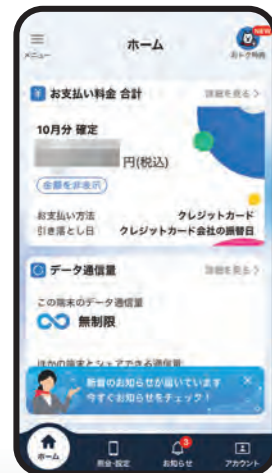 ホーム
メニュー
NEW
おトク特典
お支払い料金 合計
詳細を見る
10月分 確定
円(税込)
金額を非表示
お支払い方法
クレジットカード
引き落とし日
クレジットカード会社の振替日
データ通信量
詳細を見る
この端末のデータ通信量
無制限
ほかの端末とシェアできる通信量
新着のお知らせが届いています
今すぐお知らせをチェック!
ホーム
料金・設定
3
お知らせ
アカウント